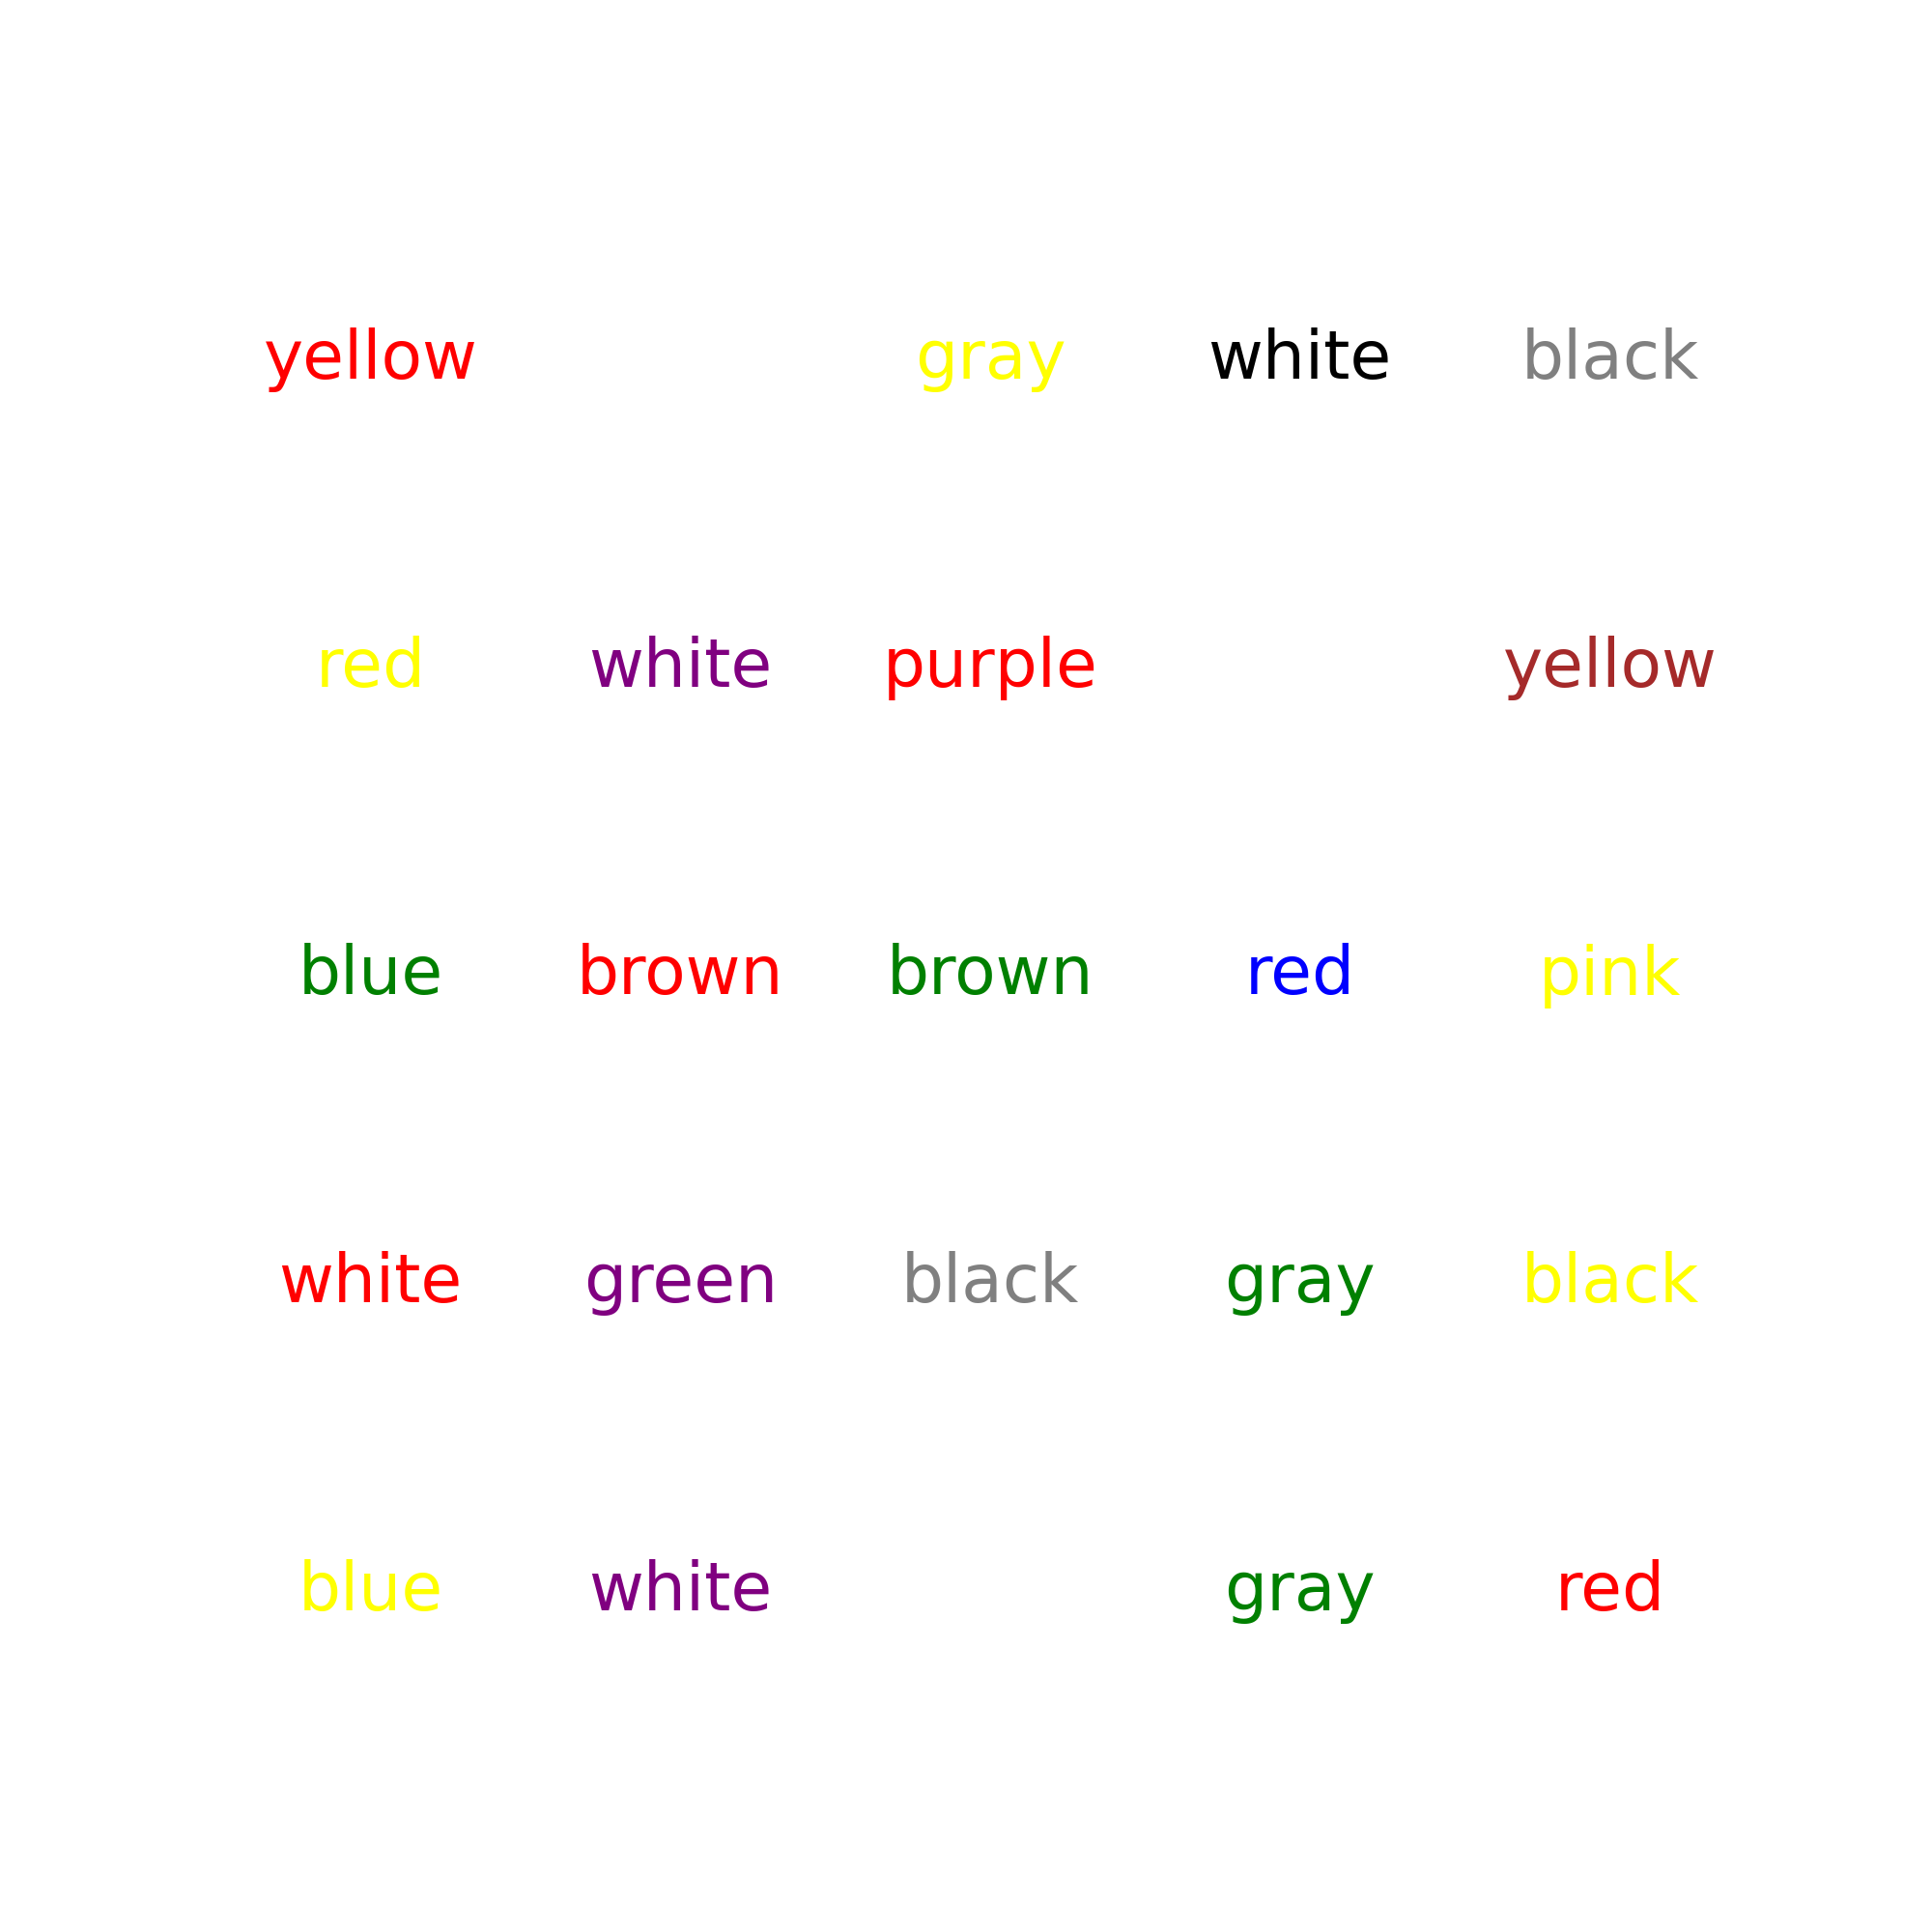 yellow gray white black
red white purple yellow
blue brown brown red pink
white green black gray black
blue white gray red